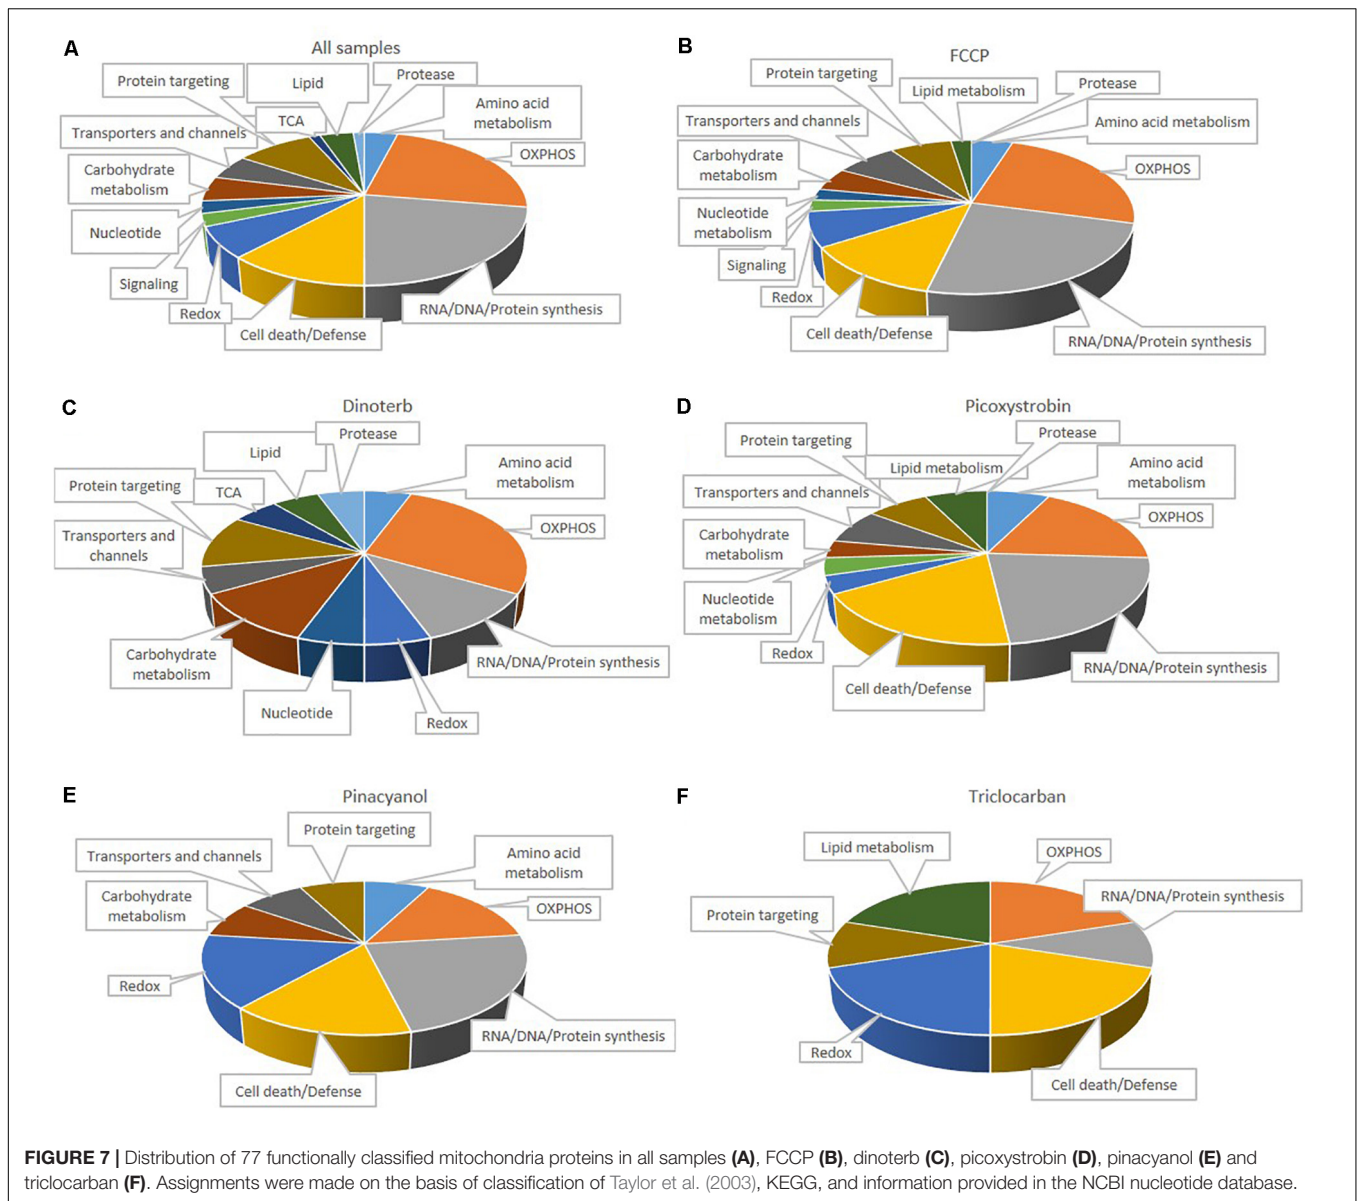 A
All samples
Protein targeting
Lipid
Protease
TCA
Amino acid
metabolism
Transporters and channels
OXPHOS
Carbohydrate
metabolism
Nucleotide
Signaling
Redox
Cell death/Defense
RNA/DNA/Protein synthesis
B
FCCP
Protein targeting
Lipid metabolism
Protease
Transporters and channels
Amino acid metabolism
Carbohydrate
metabolism
OXPHOS
Nucleotide
metabolism
Signaling
Redox
Cell death/Defense
RNA/DNA/Protein synthesis
C
Dinoterb
Protease
Lipid
Amino acid
metabolism
Protein targeting
TCA
OXPHOS
Transporters and
channels
Carbohydrate
metabolism
RNA/DNA/Protein synthesis
Nucleotide
Redox
D
Picoxystrobin
Protease
Protein targeting
Lipid metabolism
Amino acid
metabolism
Transporters and channels
OXPHOS
Carbohydrate
metabolism
Nucleotide
metabolism
Redox
RNA/DNA/Protein synthesis
Cell death/Defense
E
Pinacyanol
Protein targeting
Transporters and channels
Amino acid
metabolism
Carbohydrate
metabolism
OXPHOS
Redox
RNA/DNA/Protein synthesis
Cell death/Defense
F
Triclocarban
Lipid metabolism
OXPHOS
RNA/DNA/Protein synthesis
Protein targeting
Redox
Cell death/Defense
FIGURE 7 | Distribution of 77 functionally classified mitochondria proteins in all samples (A), FCCP (B), dinoterb (C), picoxystrobin (D), pinacyanol (E) and
triclocarban (F). Assignments were made on the basis of classification of Taylor et al. (2003), KEGG, and information provided in the NCBI nucleotide database.